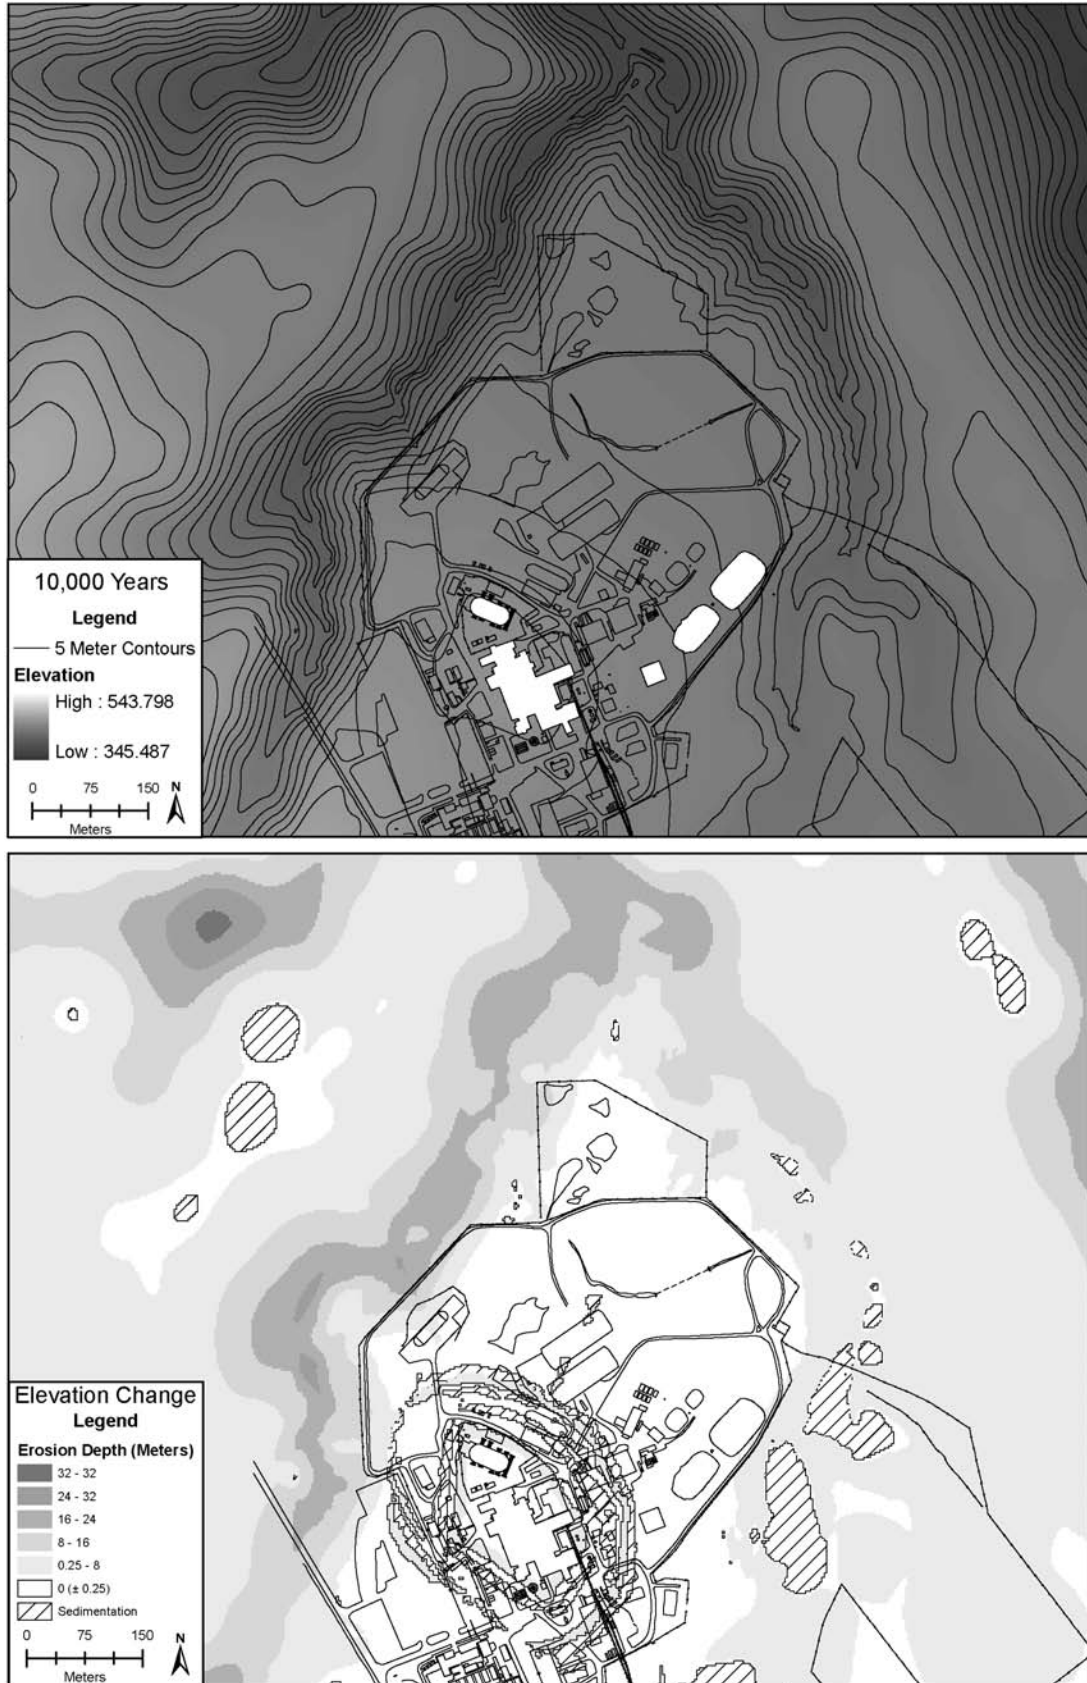 10,000 Years
Legend
5 Meter Contours
Elevation
High : 543.798
Low : 345.487
0 75 150 N
Meters
Elevation Change
Legend
Erosion Depth (Meters)
32 - 32
24 - 32
16 - 24
8 - 16
0.25 - 8
0 (± 0.25)
Sedimentation
0 75 150 N
Meters